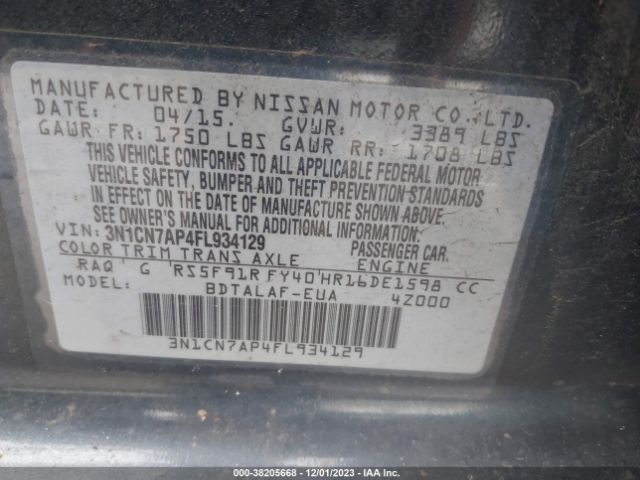 MANUFACTURED BY NISSAN MOTOR CO.,LTD.
DATE: 04/15. GVWR: 3389 LBS
GAWR FR: 1750 LBS GAWR RR: 1708 LBS
THIS VEHICLE CONFORMS TO ALL APPLICABLE FEDERAL MOTOR
VEHICLE SAFETY, BUMPER AND THEFT PREVENTION STANDARDS
IN EFFECT ON THE DATE OF MANUFACTURE SHOWN ABOVE.
SEE OWNER'S MANUAL FOR ADDITIONAL INFORMATION.
VIN: 3N1CN7AP4FL934129 PASSENGER CAR.
COLOR TRIM TRANS AXLE ENGINE
RAQ G RS5F91R FY40 HR16DE1598 CC
MODEL: BDTALAF-EUA 4Z000
3N1CN7AP4FL934129
000-38205668 - 12/01/2023 - IAA Inc.